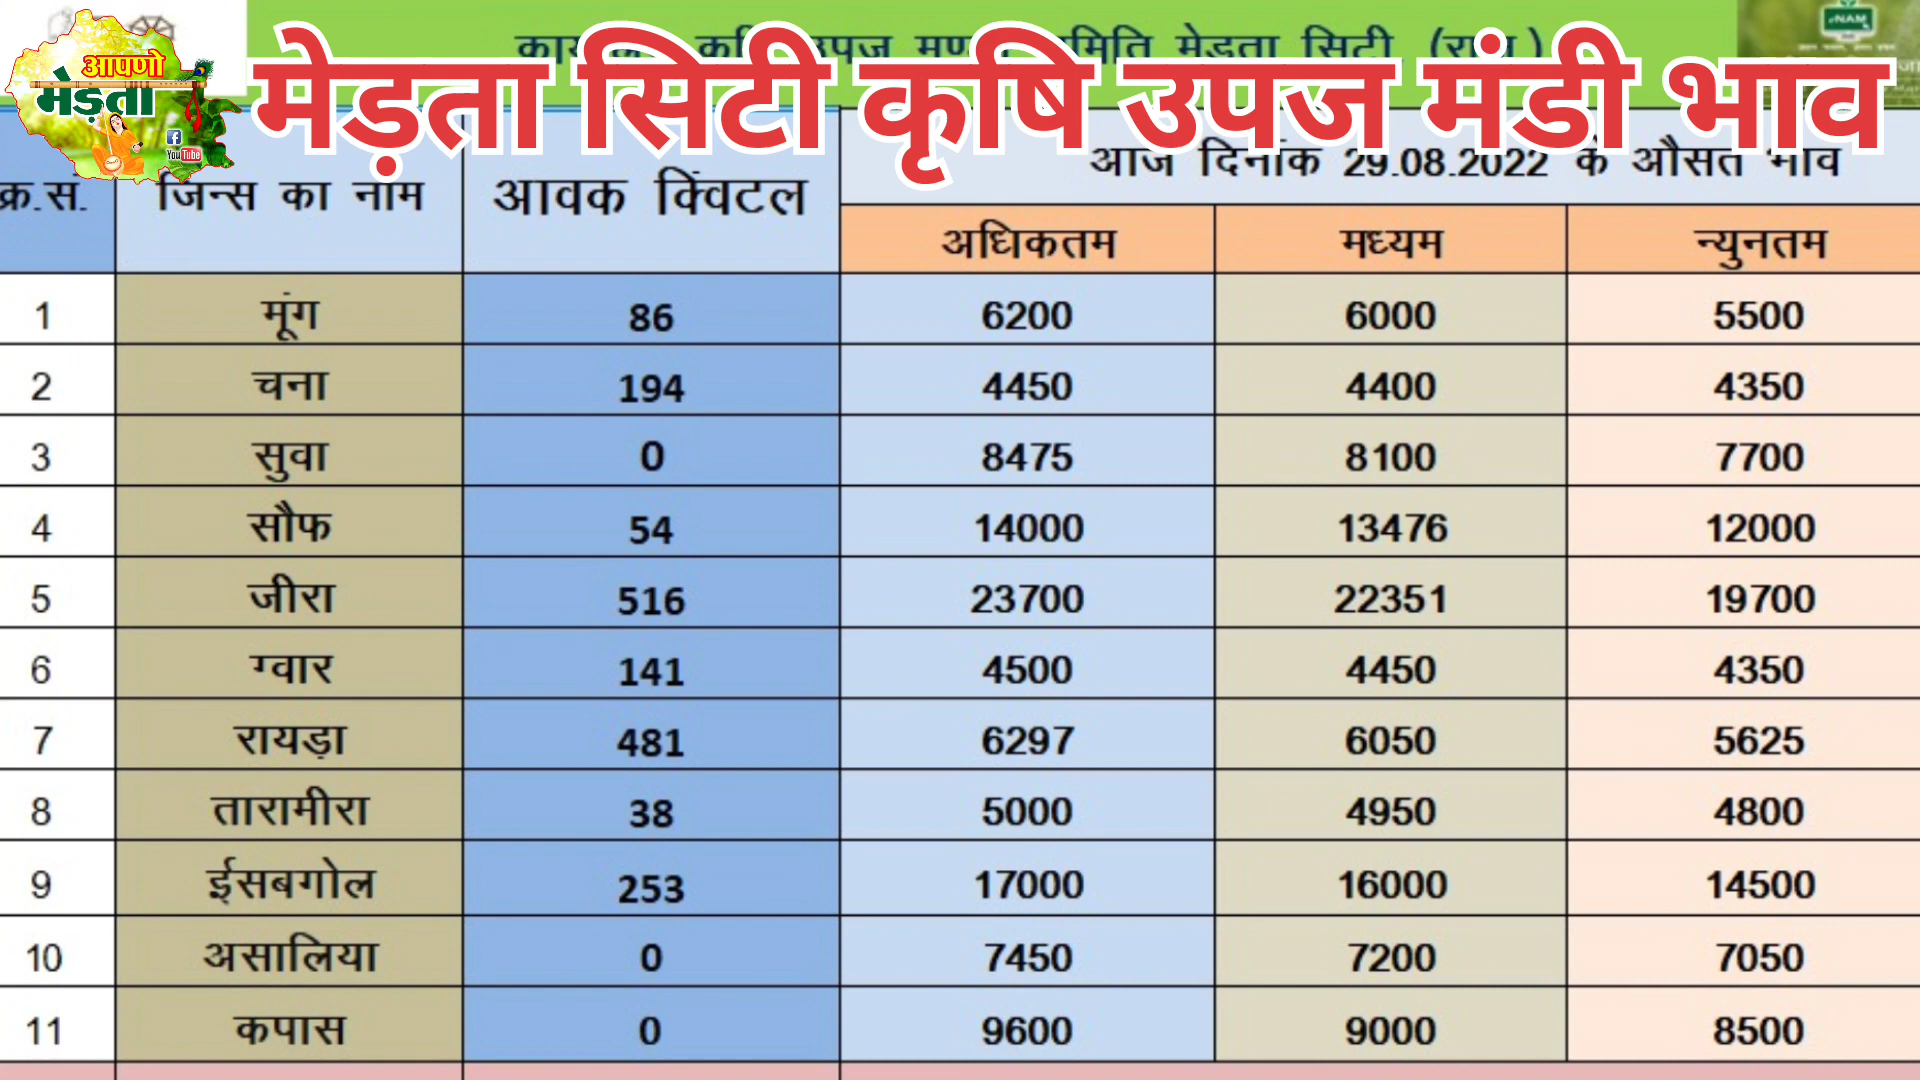 आपणो
मेड़ता
YouTube
eNAM
मेड़ता सिटी कृषि उपज मंडी भाव
क्र.सं. जिन्स का नाम आवक क्विंटल आज दिनांक 29.08.2022 के औसत भाव
अधिकतम मध्यम न्युनतम
1 मूंग 86 6200 6000 5500
2 चना 194 4450 4400 4350
3 सुवा 0 8475 8100 7700
4 सौफ 54 14000 13476 12000
5 जीरा 516 23700 22351 19700
6 ग्वार 141 4500 4450 4350
7 रायड़ा 481 6297 6050 5625
8 तारामीरा 38 5000 4950 4800
9 ईसबगोल 253 17000 16000 14500
10 असालिया 0 7450 7200 7050
11 कपास 0 9600 9000 8500